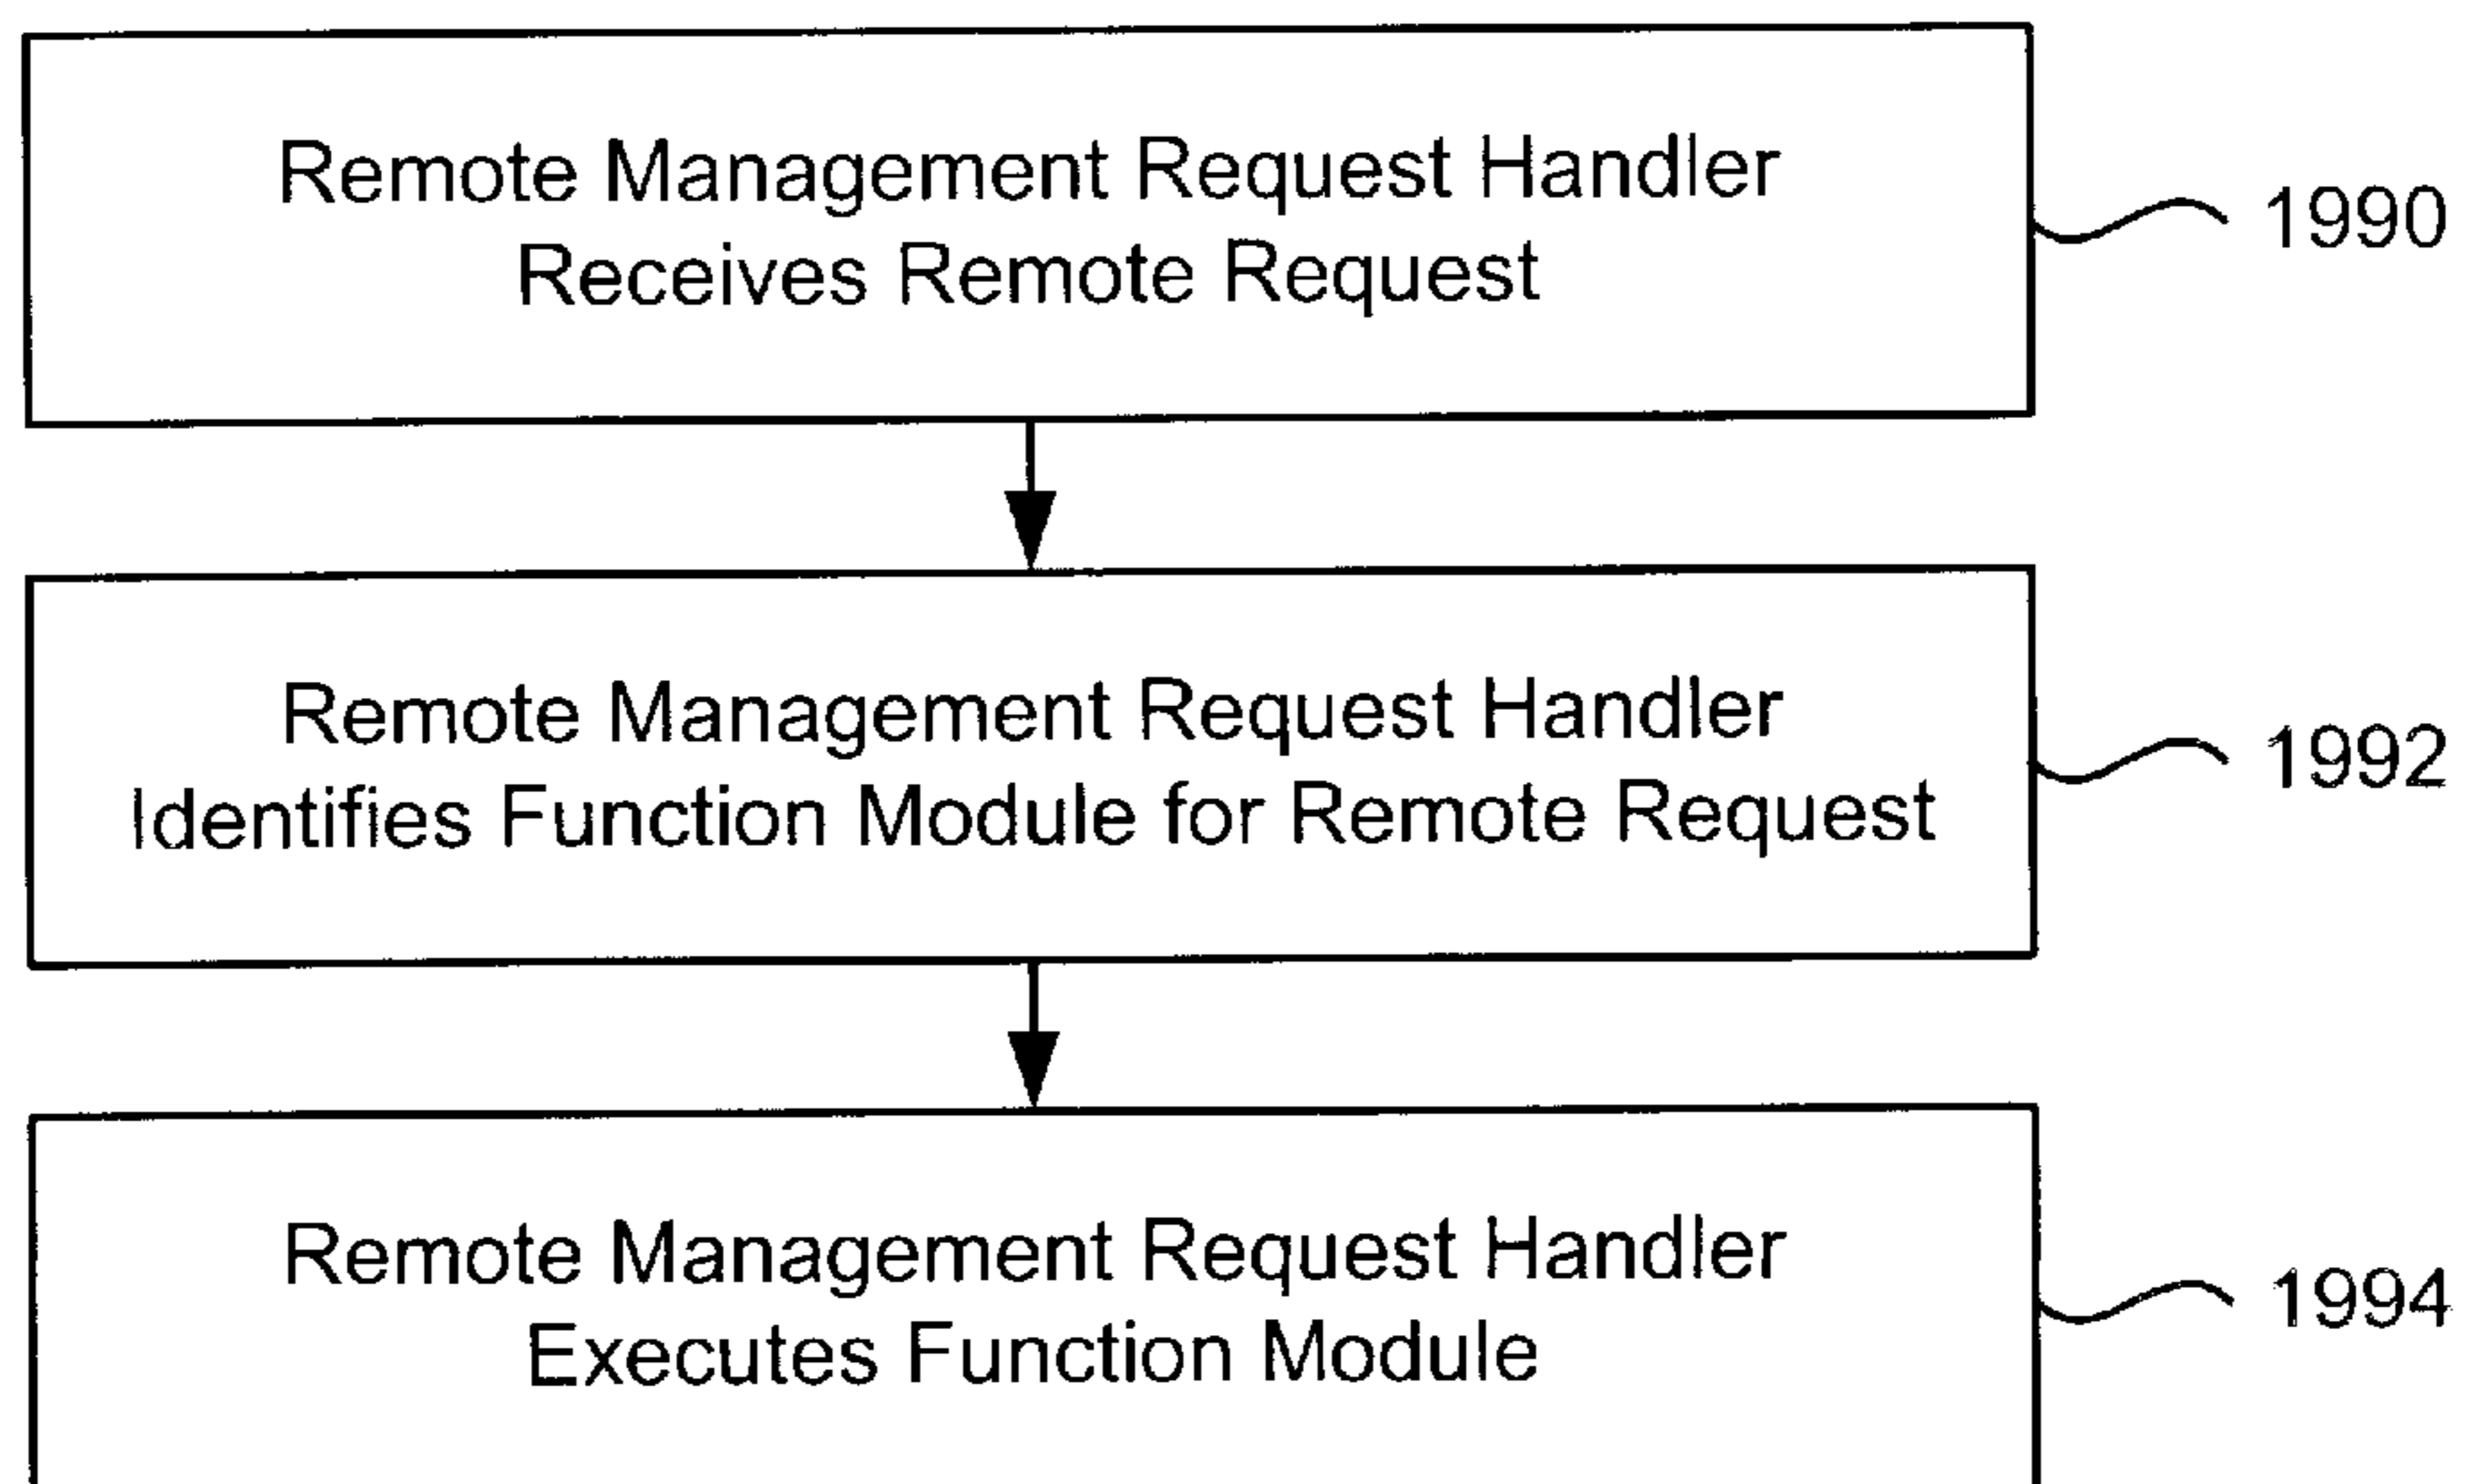 Remote Management Request Handler
Receives Remote Request
1990
Remote Management Request Handler
Identifies Function Module for Remote Request
1992
Remote Management Request Handler
Executes Function Module
1994